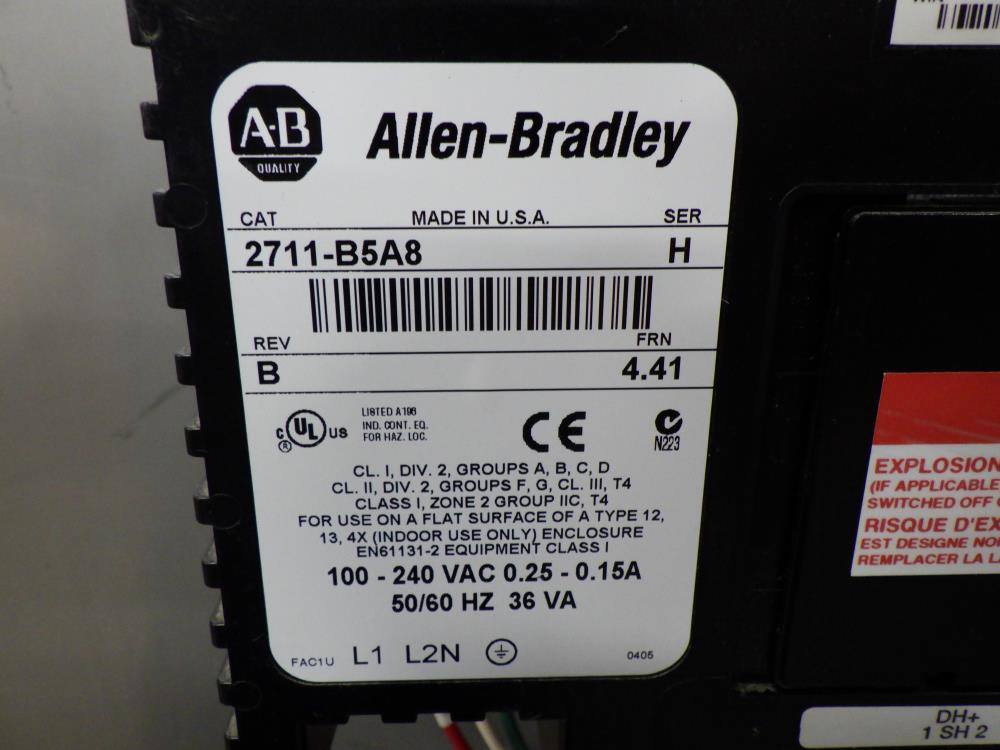 A·B
QUALITY
Allen-Bradley
CAT MADE IN U.S.A. SER
2711-B5A8 H
REV FRN
B 4.41
C UL US
®
LISTED A196
IND. CONT. EQ.
FOR HAZ. LOC.
CE
N223
CL. I, DIV. 2, GROUPS A, B, C, D
CL. II, DIV. 2, GROUPS F, G, CL. III, T4
CLASS I, ZONE 2 GROUP IIC, T4
FOR USE ON A FLAT SURFACE OF A TYPE 12,
13, 4X (INDOOR USE ONLY) ENCLOSURE
EN61131-2 EQUIPMENT CLASS I
100 - 240 VAC 0.25 - 0.15A
50/60 HZ 36 VA
FAC1U L1 L2N 0405
EXPLOSION
(IF APPLICABLE
SWITCHED OFF
RISQUE D'EX
EST DESIGNE NO
REMPLACER LA L
DH+
1 SH 2